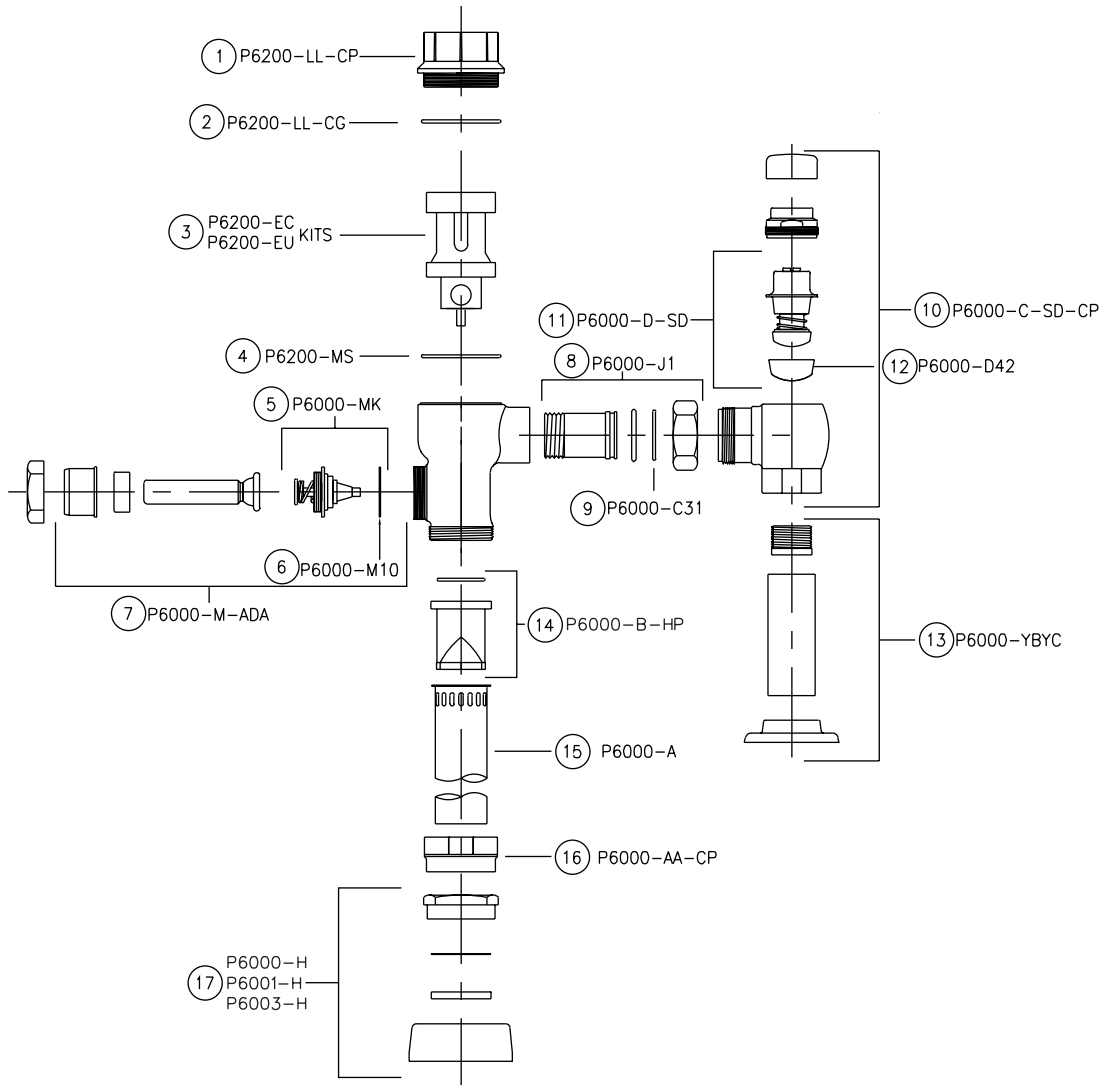 1 P6200-LL-CP
2 P6200-LL-CG
3 P6200-EC
P6200-EU KITS
4 P6200-MS
5 P6000-MK
6 P6000-M10
7 P6000-M-ADA
8 P6000-J1
9 P6000-C31
10 P6000-C-SD-CP
11 P6000-D-SD
12 P6000-D42
13 P6000-YBYC
14 P6000-B-HP
15 P6000-A
16 P6000-AA-CP
17 P6000-H
P6001-H
P6003-H